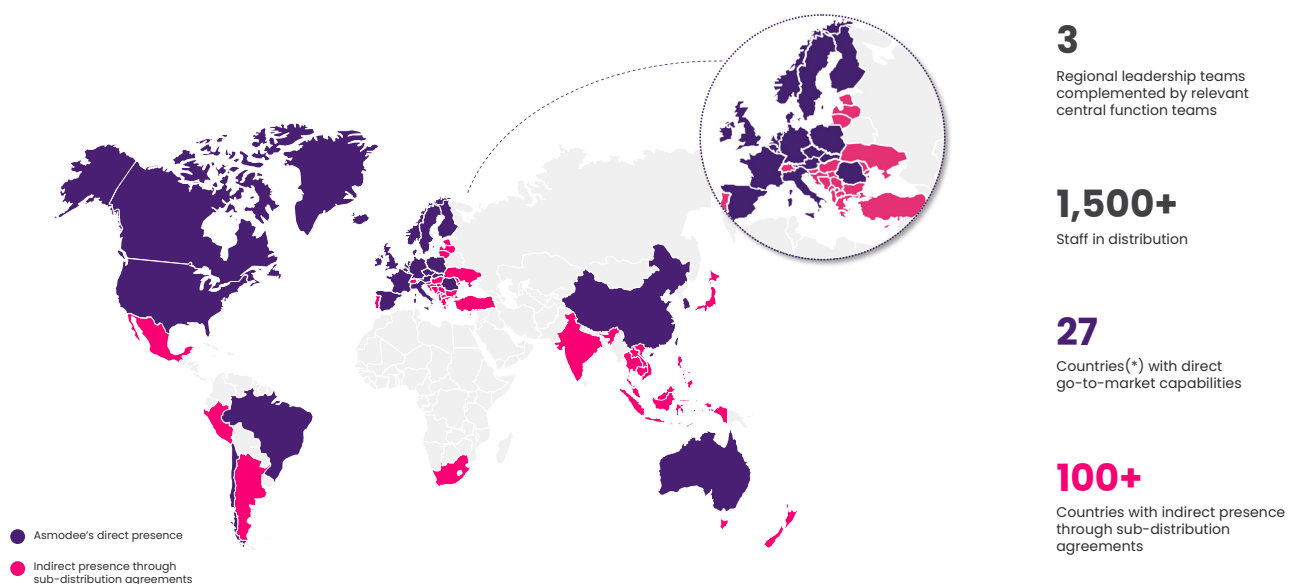 3
Regional leadership teams
complemented by relevant
central function teams
1,500+
Staff in distribution
27
Countries(*) with direct
go-to-market capabilities
100+
Countries with indirect presence
through sub-distribution
agreements
Asmodee's direct presence
Indirect presence through
sub-distribution agreements